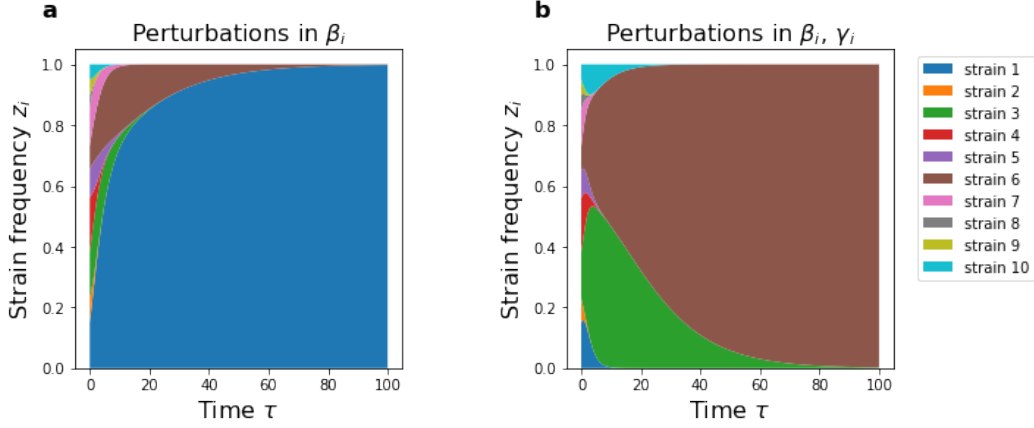 a
Perturbations in βᵢ
Strain frequency zᵢ
1.0
0.8
0.6
0.4
0.2
0.0
0 20 40 60 80 100
Time τ
b
Perturbations in βᵢ, γᵢ
Strain frequency zᵢ
1.0
0.8
0.6
0.4
0.2
0.0
0 20 40 60 80 100
Time τ
strain 1
strain 2
strain 3
strain 4
strain 5
strain 6
strain 7
strain 8
strain 9
strain 10